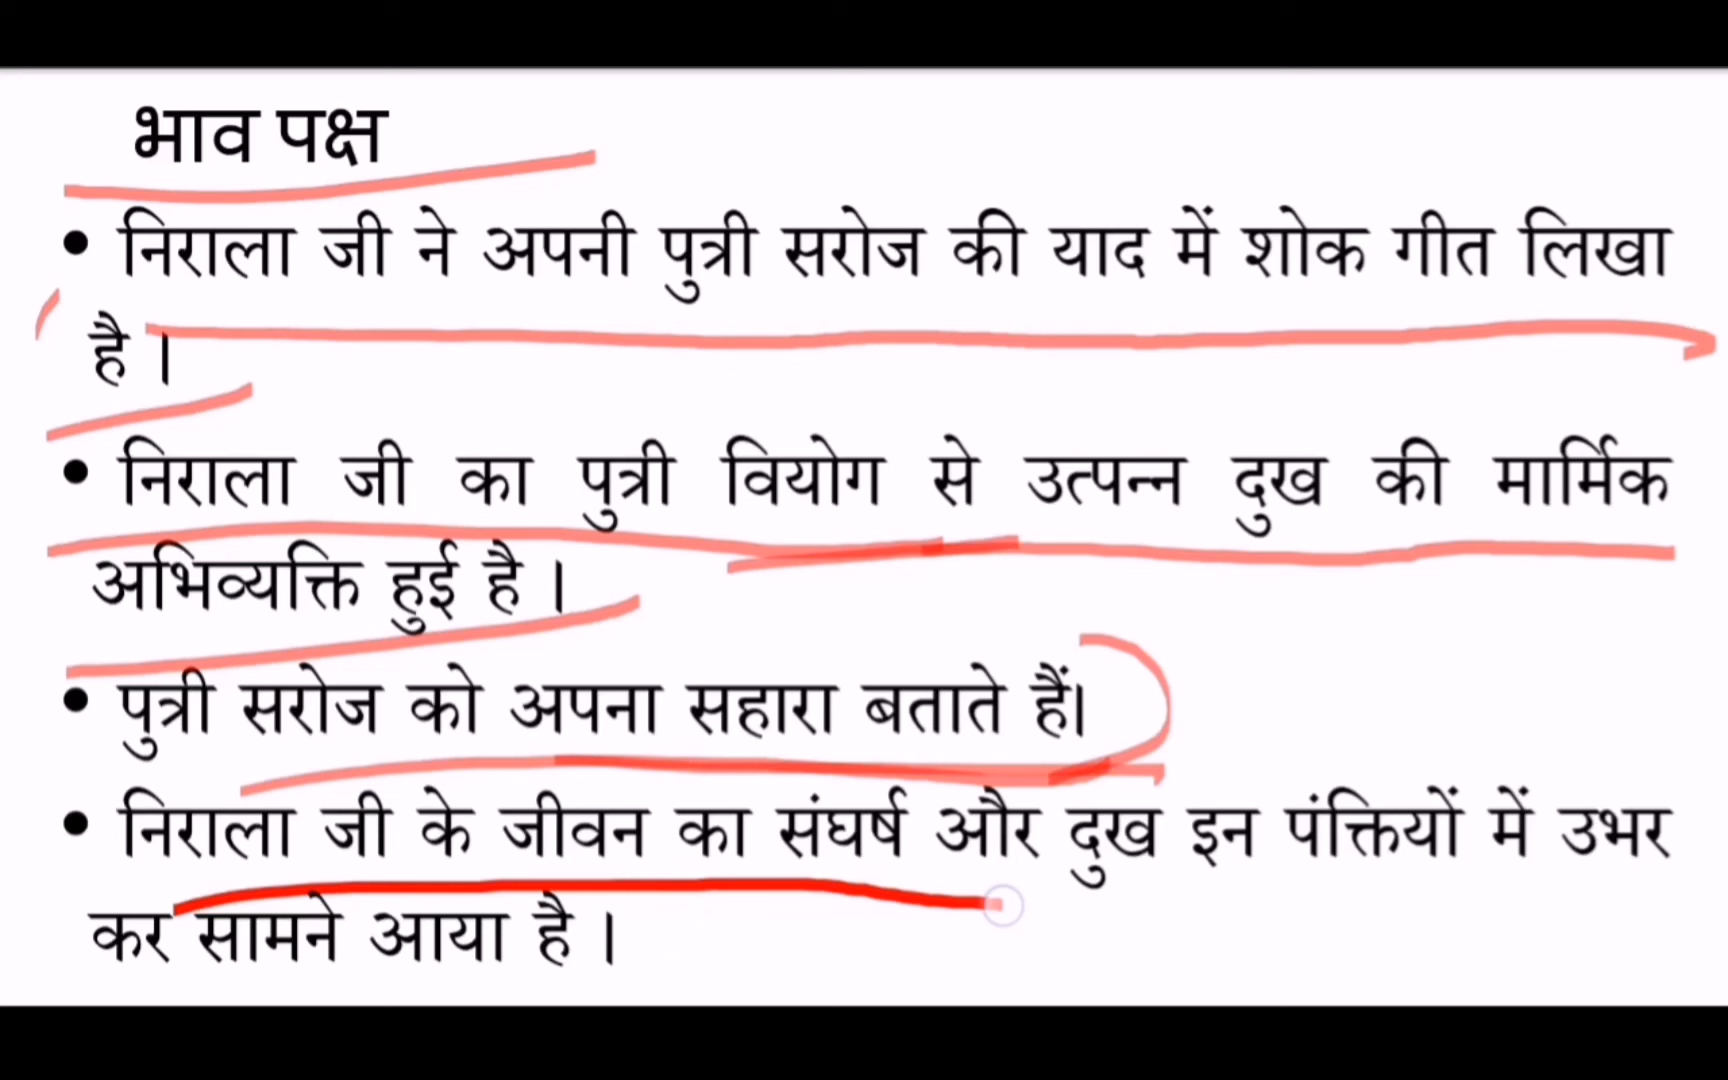 भाव पक्ष
• निराला जी ने अपनी पुत्री सरोज की याद में शोक गीत लिखा
है ।
• निराला जी का पुत्री वियोग से उत्पन्न दुख की मार्मिक
अभिव्यक्ति हुई है ।
• पुत्री सरोज को अपना सहारा बताते हैं।
• निराला जी के जीवन का संघर्ष और दुख इन पंक्तियों में उभर
कर सामने आया है ।